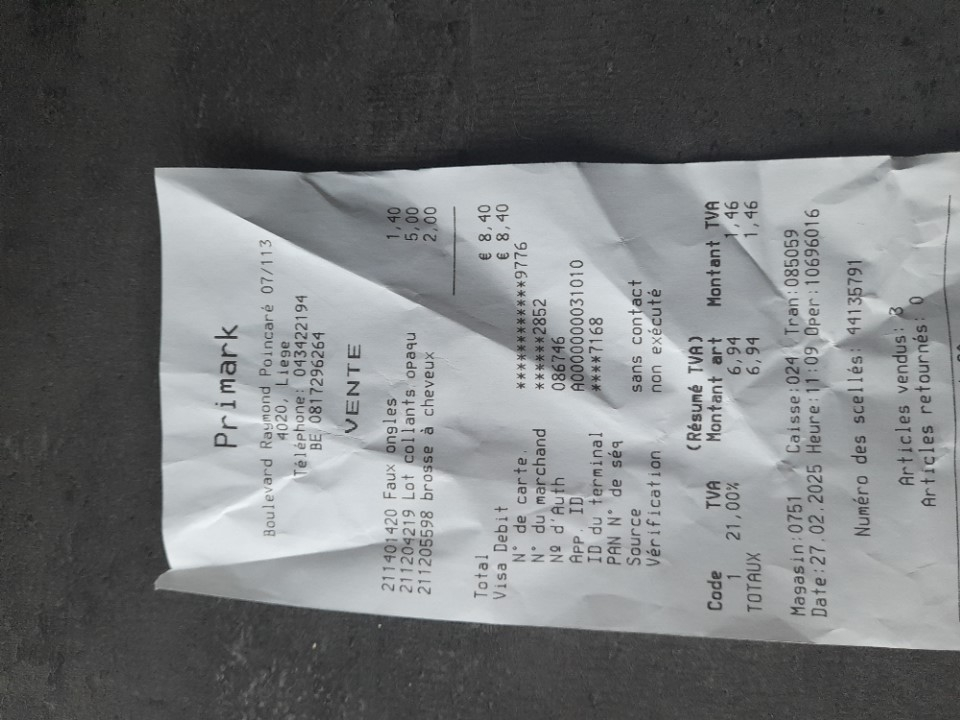 Primark
Boulevard Raymond Poincaré 07/113
4020, Liege
Téléphone: 043422194
BE 0817296264
VENTE
211401420 Faux ongles 1,40
211204219 Lot collants opaqu 5,00
211205598 brosse à cheveux 2,00
Total € 8,40
Visa Debit € 8,40
N° de carte. ************9776
N° du marchand ******2852
Nº d'Auth 086746
App. ID A0000000031010
ID du terminal ****7168
PAN N° de séq
Source sans contact
Vérification non exécuté
(Résumé TVA)
Code TVA Montant art Montant TVA
1 21,00% 6,94 1,46
TOTAUX 6,94 1,46
Magasin:0751 Caisse:024 Tran:085059
Date:27.02.2025 Heure:11:09 Oper:10696016
Numéro des scellés: 44135791
Articles vendus: 3
Articles retournés: 0